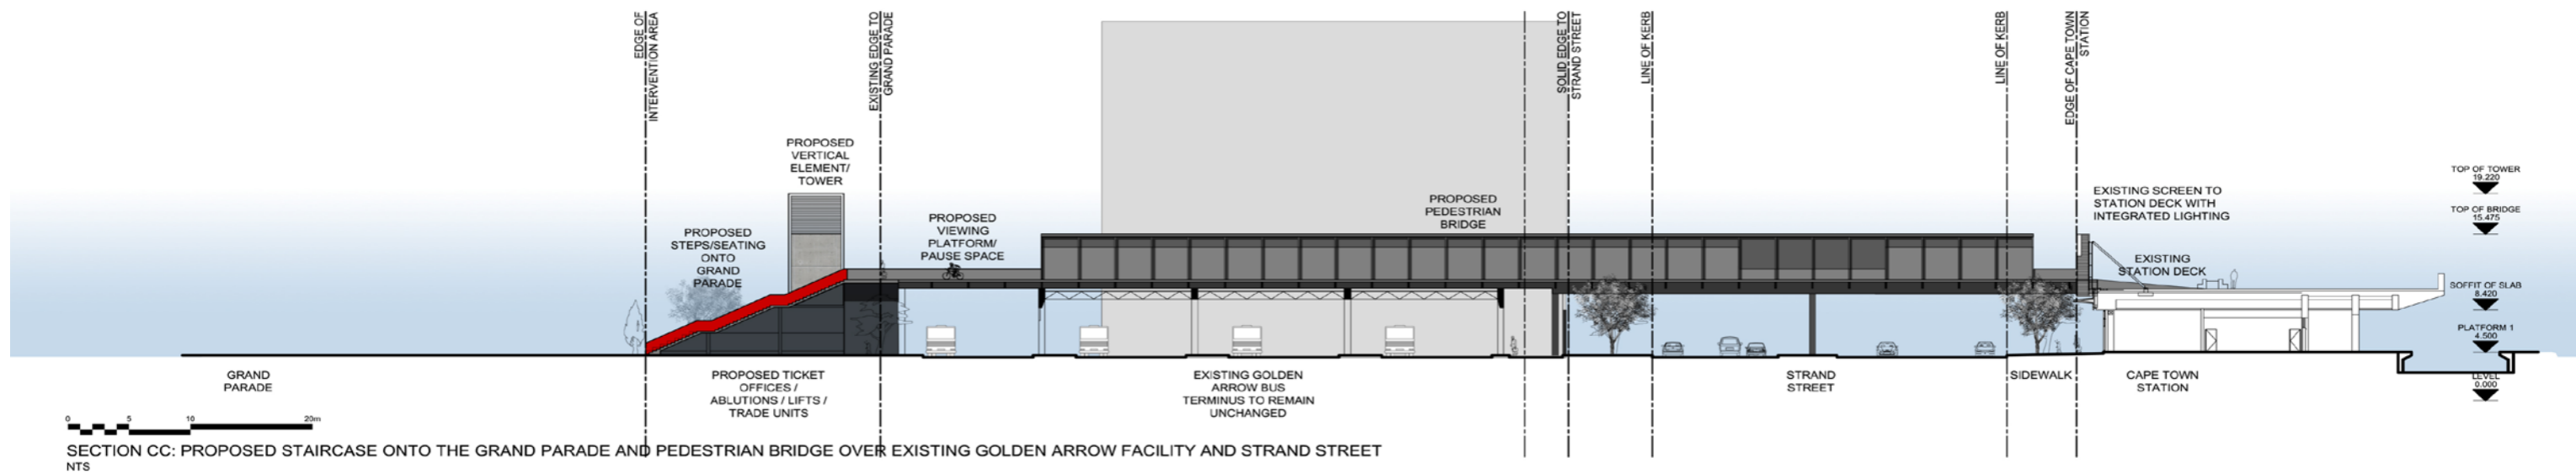 EDGE OF
INTERVENTION AREA
EXISTING EDGE TO
GRAND PARADE
SOLID EDGE TO
STRAND STREET
LINE OF KERB
LINE OF KERB
EDGE OF CAPE TOWN
STATION
PROPOSED
VERTICAL
ELEMENT/
TOWER
PROPOSED
STEPS/SEATING
ONTO
GRAND
PARADE
PROPOSED
VIEWING
PLATFORM/
PAUSE SPACE
PROPOSED
PEDESTRIAN
BRIDGE
EXISTING SCREEN TO
STATION DECK WITH
INTEGRATED LIGHTING
EXISTING
STATION DECK
TOP OF TOWER
19.220
TOP OF BRIDGE
15.475
SOFFIT OF SLAB
8.420
PLATFORM 1
4.500
LEVEL
0.000
GRAND
PARADE
PROPOSED TICKET
OFFICES /
ABLUTIONS / LIFTS /
TRADE UNITS
EXISTING GOLDEN
ARROW BUS
TERMINUS TO REMAIN
UNCHANGED
STRAND
STREET
SIDEWALK
CAPE TOWN
STATION
0 5 10 20m
SECTION CC: PROPOSED STAIRCASE ONTO THE GRAND PARADE AND PEDESTRIAN BRIDGE OVER EXISTING GOLDEN ARROW FACILITY AND STRAND STREET
NTS